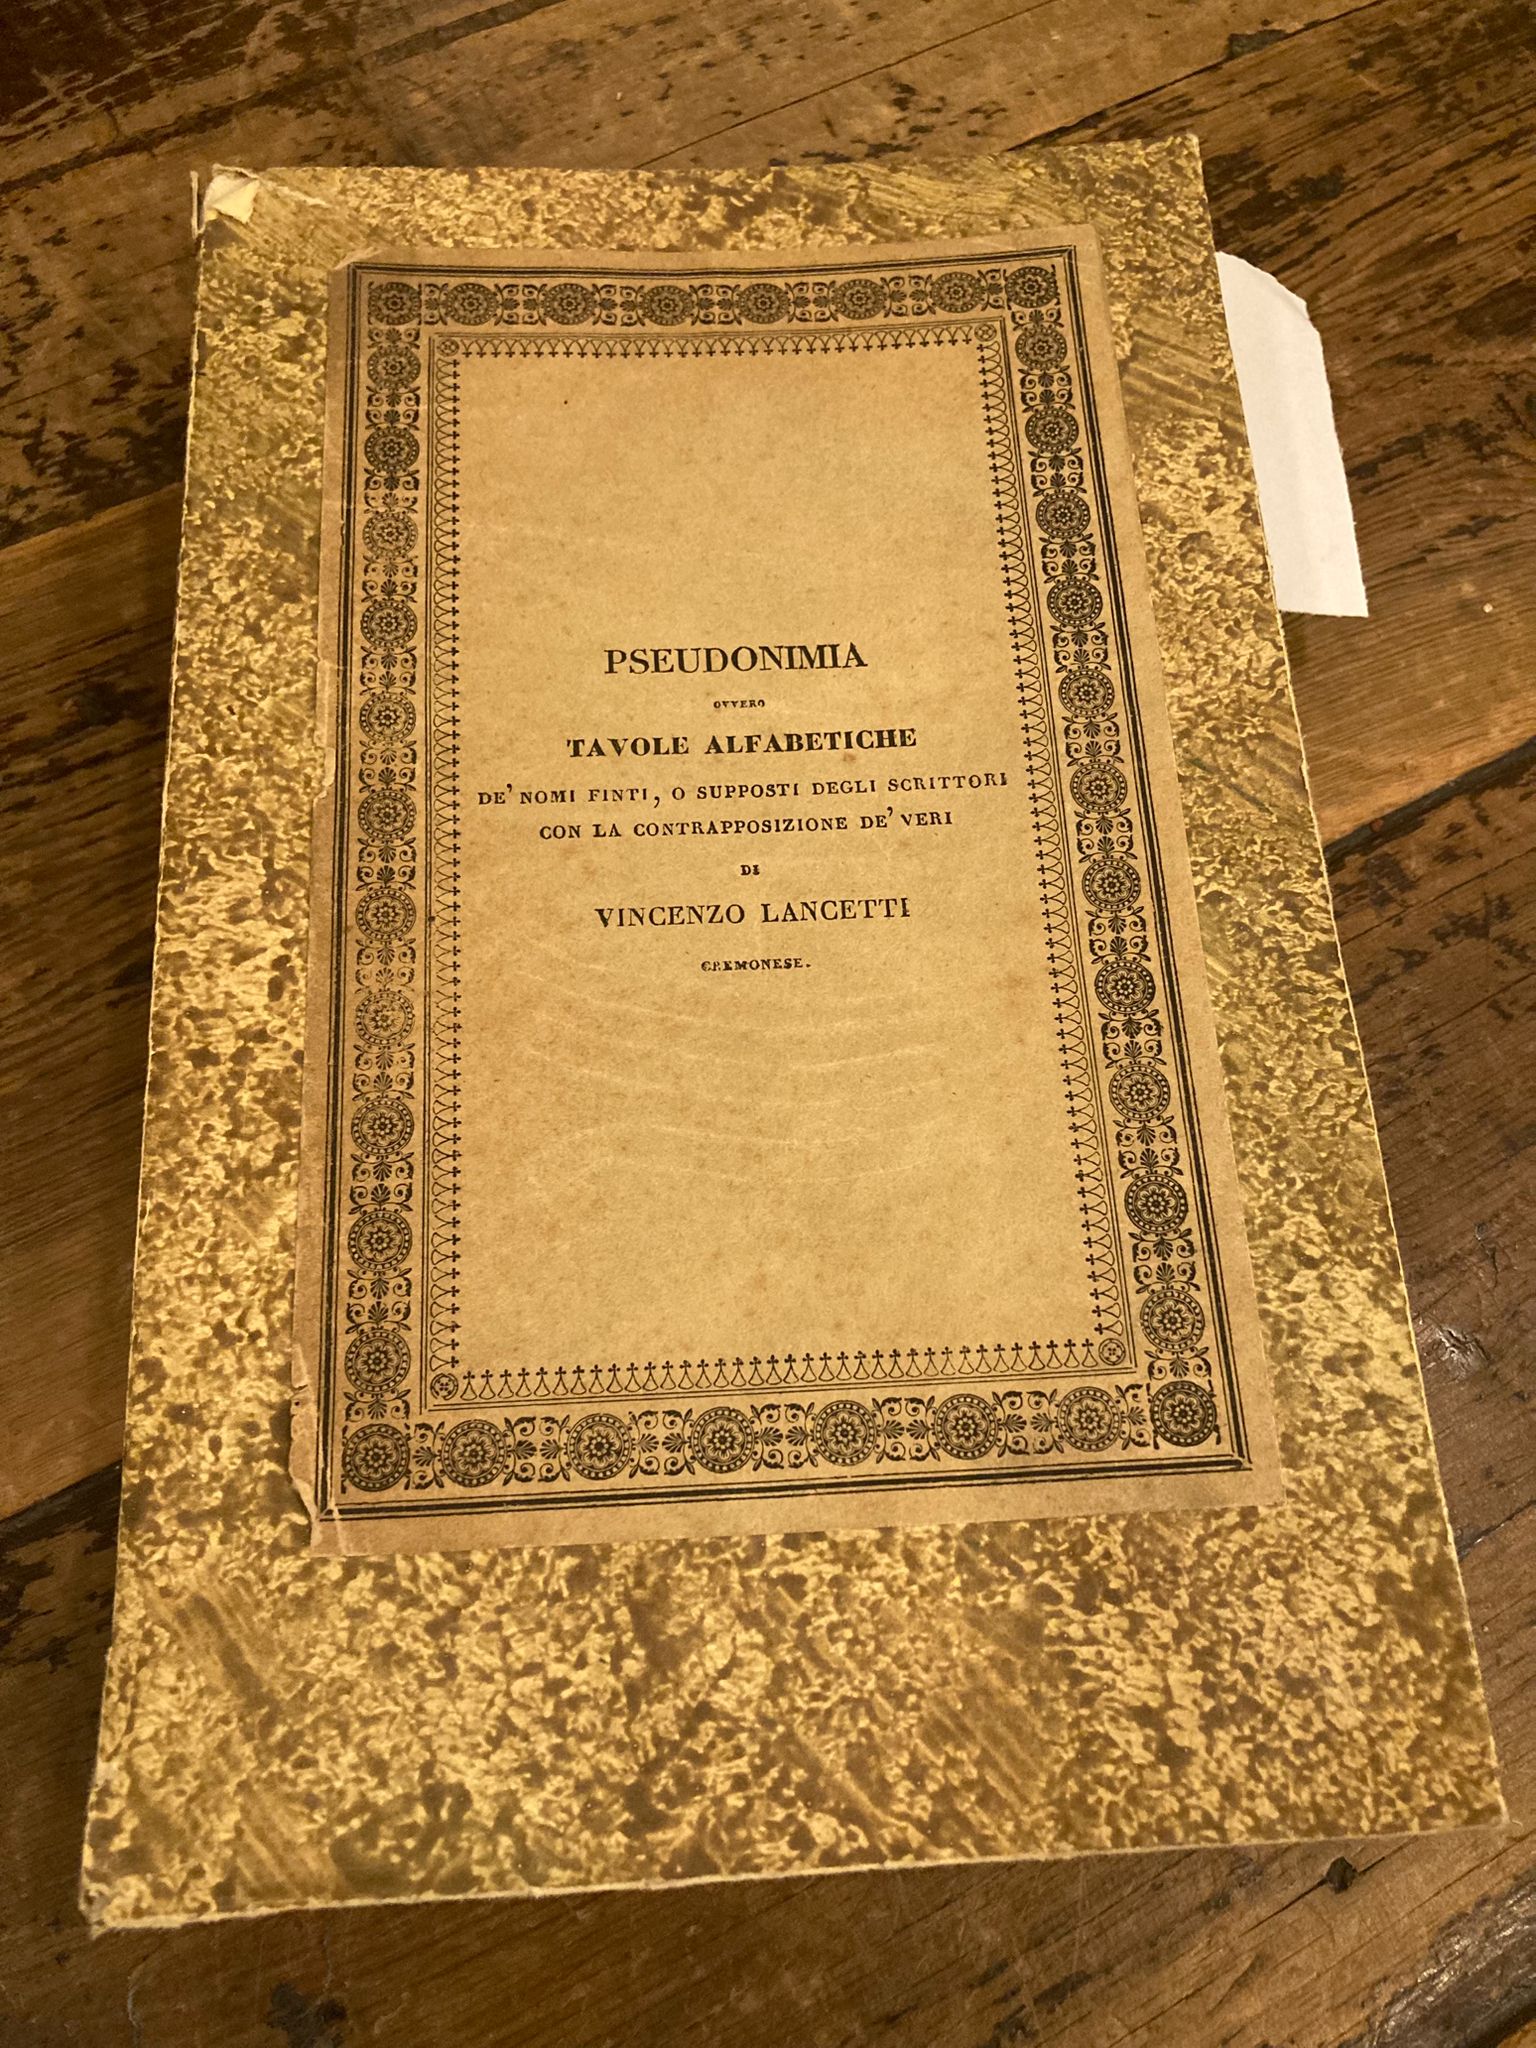 PSEUDONIMIA
OVVERO
TAVOLE ALFABETICHE
DE' NOMI FINTI, O SUPPOSTI DEGLI SCRITTORI
CON LA CONTRAPPOSIZIONE DE' VERI
DI
VINCENZO LANCETTI
CREMONESE.